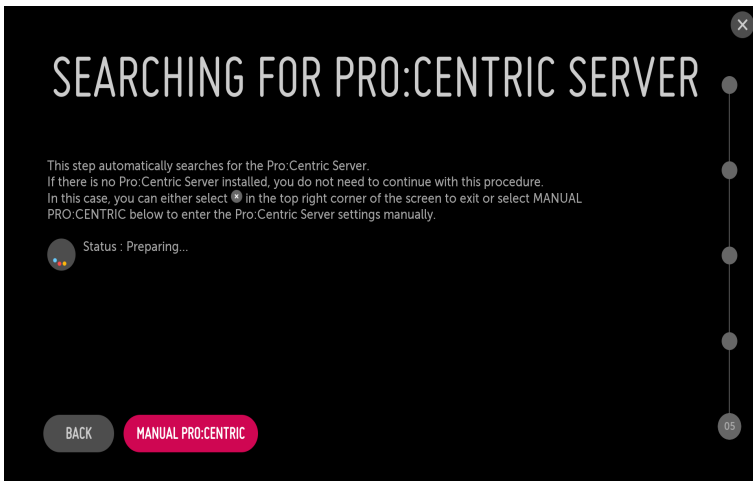 SEARCHING FOR PRO:CENTRIC SERVER
This step automatically searches for the Pro:Centric Server.
If there is no Pro:Centric Server installed, you do not need to continue with this procedure.
In this case, you can either select in the top right corner of the screen to exit or select MANUAL
PRO:CENTRIC below to enter the Pro:Centric Server settings manually.
Status : Preparing...
BACK
MANUAL PRO:CENTRIC
05